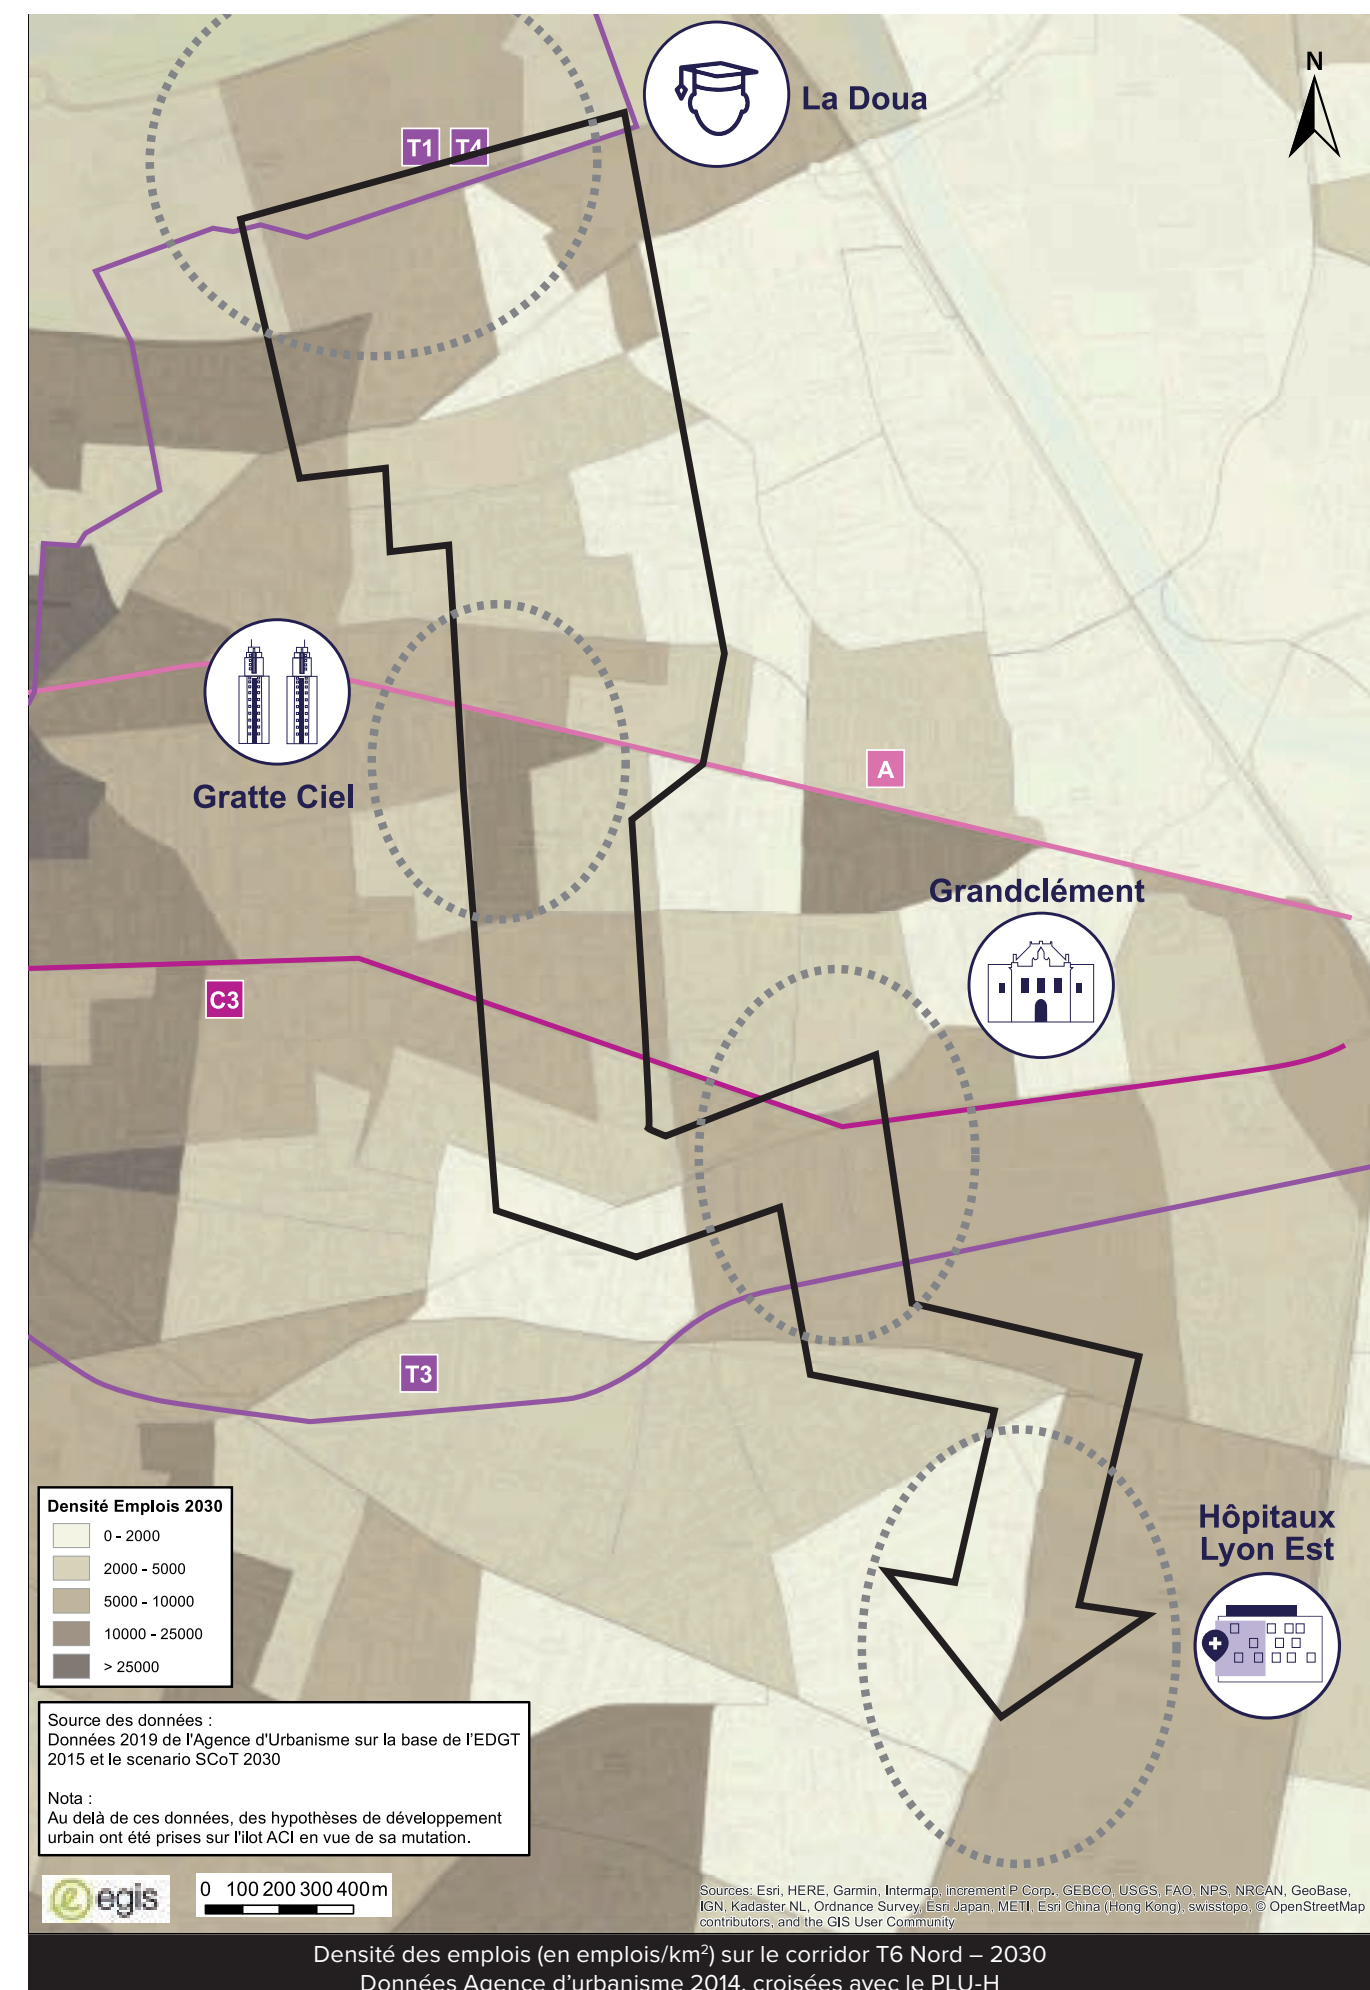 La Doua
N
T1 T4
Gratte Ciel
A
Grandclément
C3
T3
Hôpitaux
Lyon Est
Densité Emplois 2030
0 - 2000
2000 - 5000
5000 - 10000
10000 - 25000
> 25000
Source des données :
Données 2019 de l'Agence d'Urbanisme sur la base de l'EDGT
2015 et le scenario SCoT 2030
Nota :
Au delà de ces données, des hypothèses de développement
urbain ont été prises sur l'ilot ACI en vue de sa mutation.
egis
0 100 200 300 400 m
Sources: Esri, HERE, Garmin, Intermap, increment P Corp., GEBCO, USGS, FAO, NPS, NRCAN, GeoBase,
IGN, Kadaster NL, Ordnance Survey, Esri Japan, METI, Esri China (Hong Kong), swisstopo, © OpenStreetMap
contributors, and the GIS User Community
Densité des emplois (en emplois/km²) sur le corridor T6 Nord – 2030
Données Agence d'urbanisme 2014, croisées avec le PLU-H